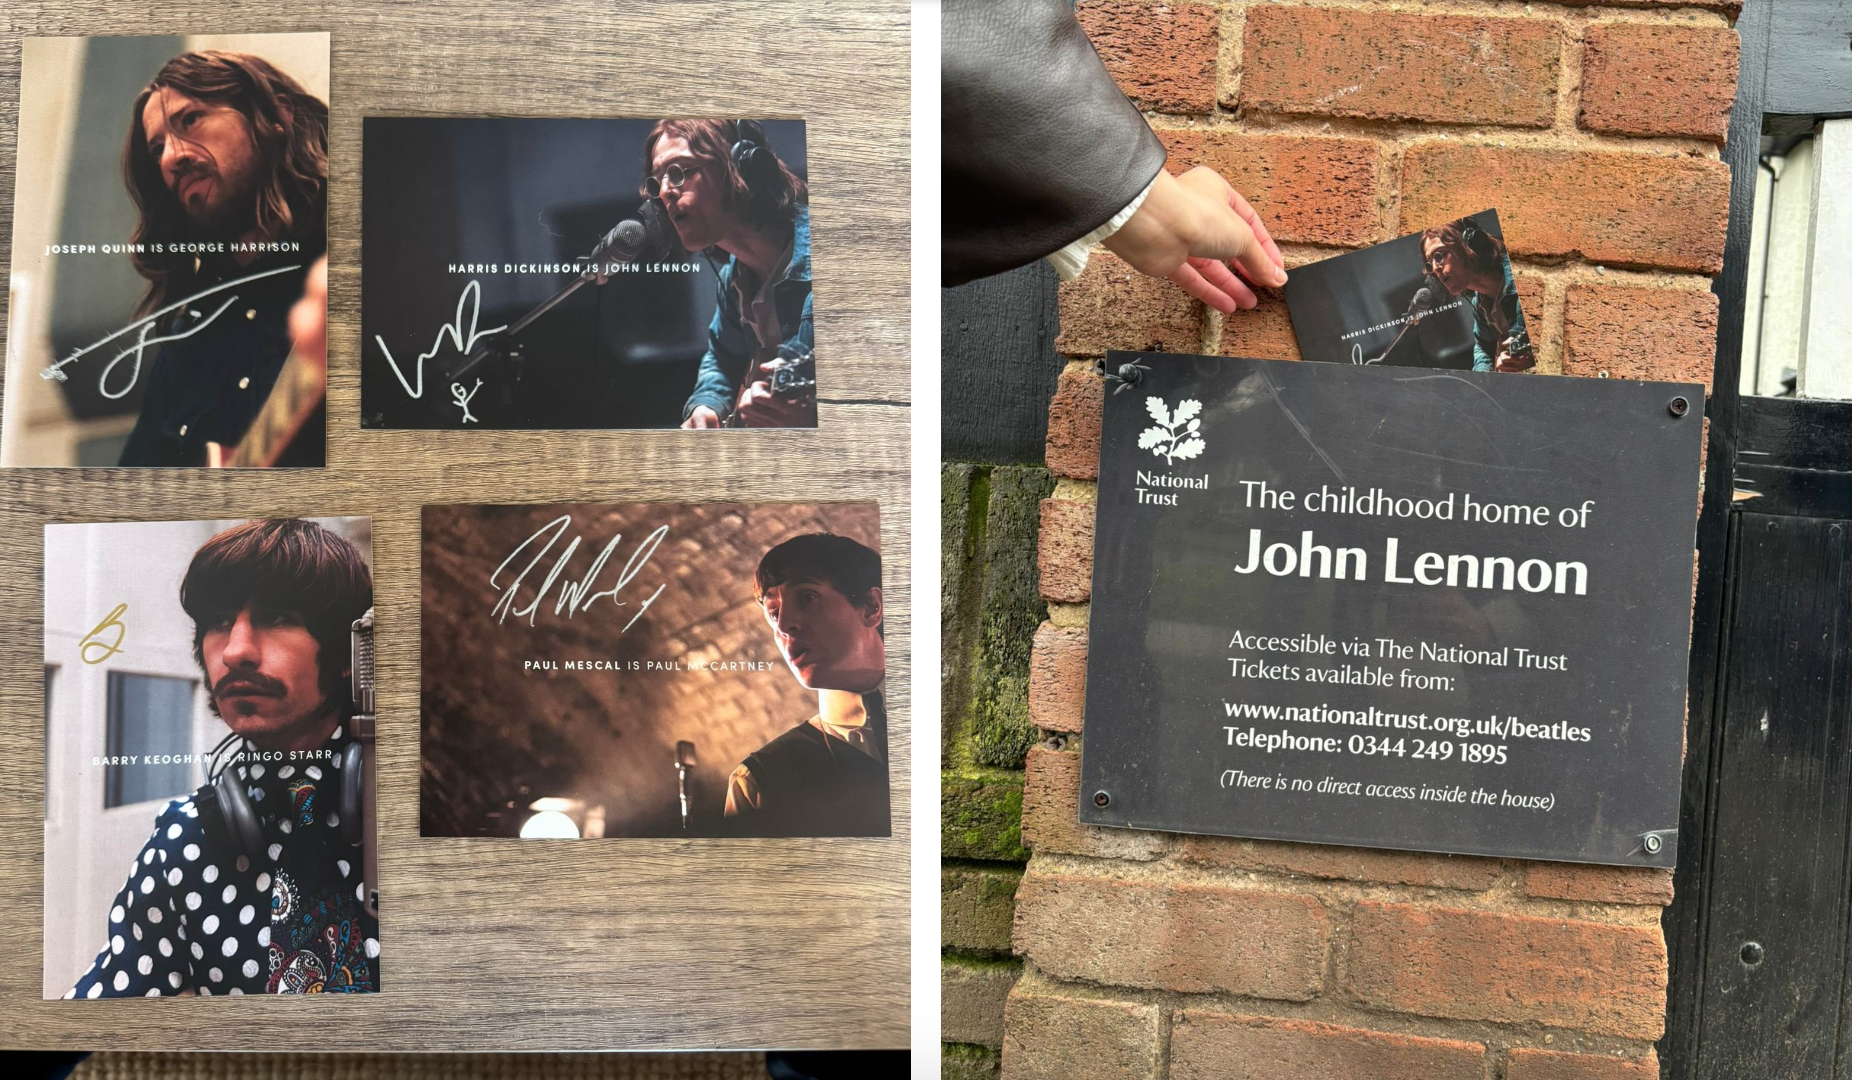 JOSEPH QUINN IS GEORGE HARRISON
HARRIS DICKINSON IS JOHN LENNON
BARRY KEOGHAN IS RINGO STARR
PAUL MESCAL IS PAUL MCCARTNEY
HARRIS DICKINSON IS JOHN LENNON
National
Trust
The childhood home of
John Lennon
Accessible via The National Trust
Tickets available from:
www.nationaltrust.org.uk/beatles
Telephone: 0344 249 1895
(There is no direct access inside the house)